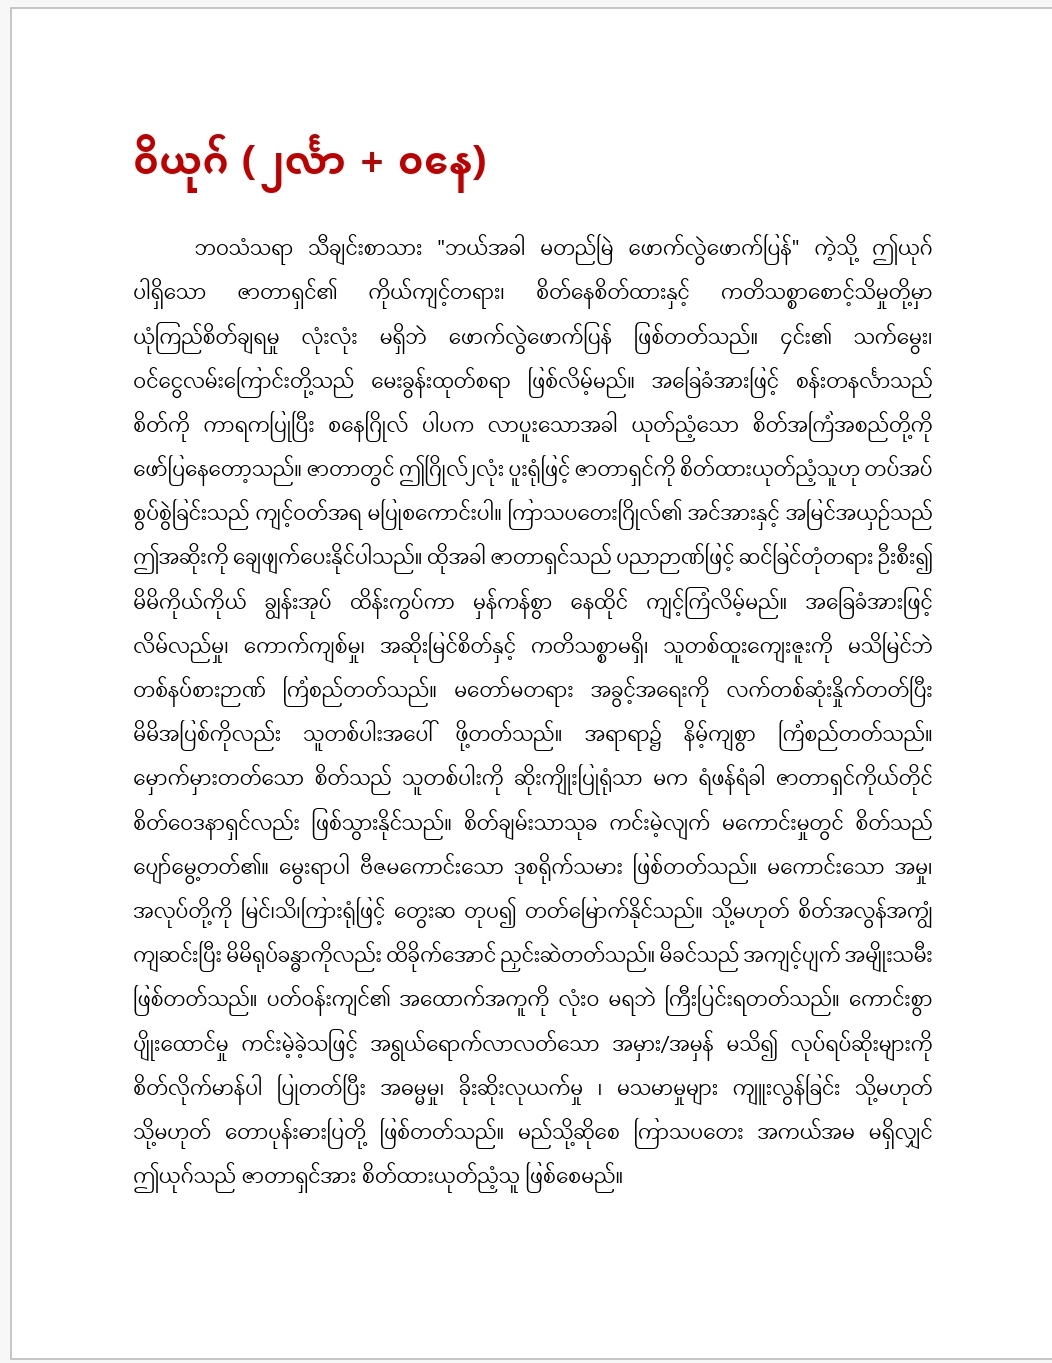 ဝိယုဂ် (၂င်္လာ + ၀နေ)
ဘဝသံသရာ သီချင်းစာသား "ဘယ်အခါ မတည်မြဲ ဖောက်လွဲဖောက်ပြန်" ကဲ့သို့ ဤယုဂ်
ပါရှိသော ဇာတာရှင်၏ ကိုယ်ကျင့်တရား၊ စိတ်နေစိတ်ထားနှင့် ကတိသစ္စာစောင့်သိမှုတို့မှာ
ယုံကြည်စိတ်ချရမှု လုံးလုံး မရှိဘဲ ဖောက်လွဲဖောက်ပြန် ဖြစ်တတ်သည်။ ၄င်း၏ သက်မွေး၊
ဝင်ငွေလမ်းကြောင်းတို့သည် မေးခွန်းထုတ်စရာ ဖြစ်လိမ့်မည်။ အခြေခံအားဖြင့် စန်းတနင်္လာသည်
စိတ်ကို ကာရကပြုပြီး စနေဂြိုလ် ပါပက လာပူးသောအခါ ယုတ်ညံ့သော စိတ်အကြံအစည်တို့ကို
ဖော်ပြနေတော့သည်။ ဇာတာတွင် ဤဂြိုလ်၂လုံး ပူးရုံဖြင့် ဇာတာရှင်ကို စိတ်ထားယုတ်ညံ့သူဟု တပ်အပ်
စွပ်စွဲခြင်းသည် ကျင့်ဝတ်အရ မပြုစကောင်းပါ။ ကြာသပတေးဂြိုလ်၏ အင်အားနှင့် အမြင်အယှဉ်သည်
ဤအဆိုးကို ချေဖျက်ပေးနိုင်ပါသည်။ ထိုအခါ ဇာတာရှင်သည် ပညာဉာဏ်ဖြင့် ဆင်ခြင်တုံတရား ဦးစီး၍
မိမိကိုယ်ကိုယ် ချွန်းအုပ် ထိန်းကွပ်ကာ မှန်ကန်စွာ နေထိုင် ကျင့်ကြံလိမ့်မည်။ အခြေခံအားဖြင့်
လိမ်လည်မှု၊ ကောက်ကျစ်မှု၊ အဆိုးမြင်စိတ်နှင့် ကတိသစ္စာမရှိ၊ သူတစ်ထူးကျေးဇူးကို မသိမြင်ဘဲ
တစ်နပ်စားဉာဏ် ကြံစည်တတ်သည်။ မတော်မတရား အခွင့်အရေးကို လက်တစ်ဆုံးနှိုက်တတ်ပြီး
မိမိအပြစ်ကိုလည်း သူတစ်ပါးအပေါ် ဖို့တတ်သည်။ အရာရာ၌ နိမ့်ကျစွာ ကြံစည်တတ်သည်။
မှောက်မှားတတ်သော စိတ်သည် သူတစ်ပါးကို ဆိုးကျိုးပြုရုံသာ မက ရံဖန်ရံခါ ဇာတာရှင်ကိုယ်တိုင်
စိတ်ဝေဒနာရှင်လည်း ဖြစ်သွားနိုင်သည်။ စိတ်ချမ်းသာသုခ ကင်းမဲ့လျက် မကောင်းမှုတွင် စိတ်သည်
ပျော်မွေ့တတ်၏။ မွေးရာပါ ဗီဇမကောင်းသော ဒုစရိုက်သမား ဖြစ်တတ်သည်။ မကောင်းသော အမှု၊
အလုပ်တို့ကို မြင်၊သိ၊ကြားရုံဖြင့် တွေးဆ တုပ၍ တတ်မြောက်နိုင်သည်။ သို့မဟုတ် စိတ်အလွန်အကျွံ
ကျဆင်းပြီး မိမိရုပ်ခန္ဓာကိုလည်း ထိခိုက်အောင် ညှင်းဆဲတတ်သည်။ မိခင်သည် အကျင့်ပျက် အမျိုးသမီး
ဖြစ်တတ်သည်။ ပတ်ဝန်းကျင်၏ အထောက်အကူကို လုံးဝ မရဘဲ ကြီးပြင်းရတတ်သည်။ ကောင်းစွာ
ပျိုးထောင်မှု ကင်းမဲ့ခဲ့သဖြင့် အရွယ်ရောက်လာလတ်သော အမှား/အမှန် မသိ၍ လုပ်ရပ်ဆိုးများကို
စိတ်လိုက်မာန်ပါ ပြုတတ်ပြီး အဓမ္မမှု၊ ခိုးဆိုးလုယက်မှု ၊ မသမာမှုများ ကျူးလွန်ခြင်း သို့မဟုတ်
သို့မဟုတ် တောပုန်းဓားပြတို့ ဖြစ်တတ်သည်။ မည်သို့ဆိုစေ ကြာသပတေး အကယ်အမ မရှိလျှင်
ဤယုဂ်သည် ဇာတာရှင်အား စိတ်ထားယုတ်ညံ့သူ ဖြစ်စေမည်။